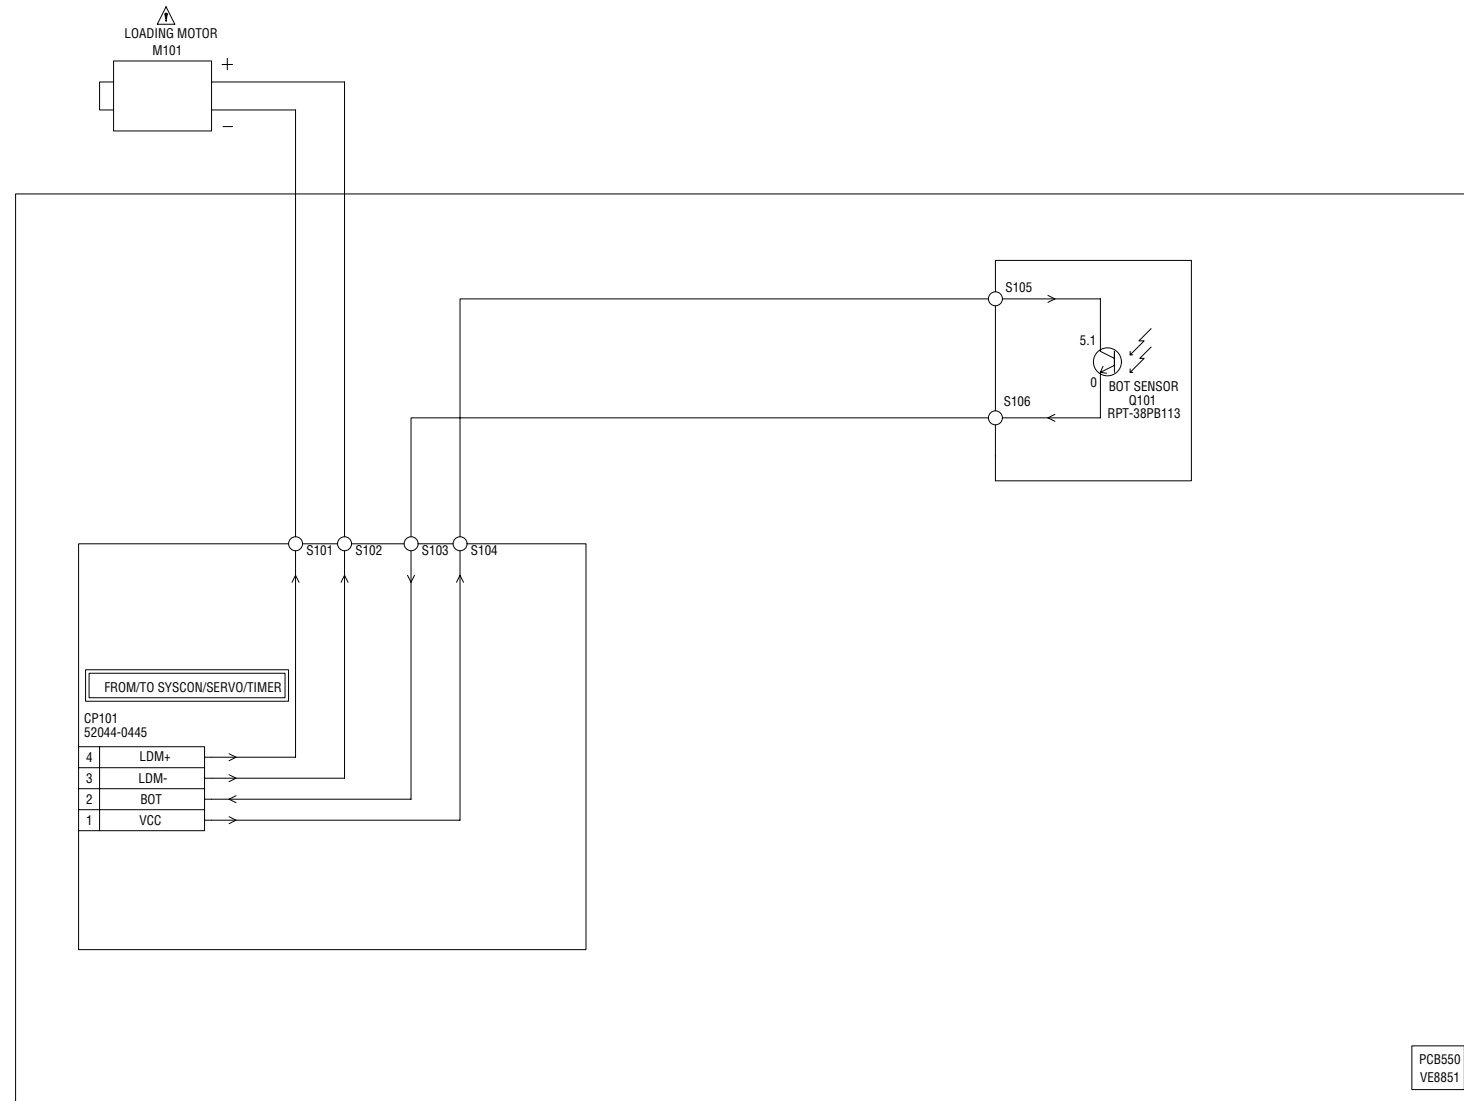 LOADING MOTOR
M101
+
–
S105
5.1
0
BOT SENSOR
Q101
RPT-38PB113
S106
S101
S102
S103
S104
FROM/TO SYSCON/SERVO/TIMER
CP101
52044-0445
4 LDM+
3 LDM-
2 BOT
1 VCC
PCB550
VE8851